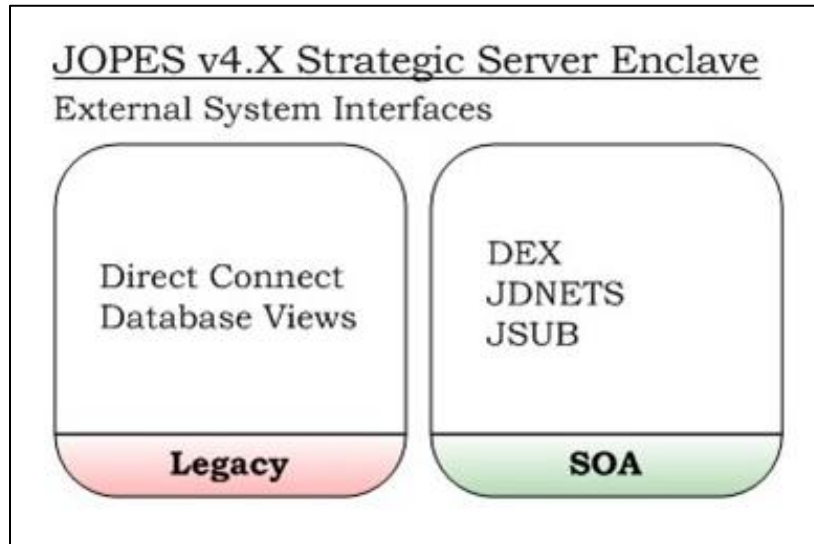 JOPES v4.X Strategic Server Enclave
External System Interfaces
Direct Connect
Database Views
Legacy
DEX
JDNETS
JSUB
SOA